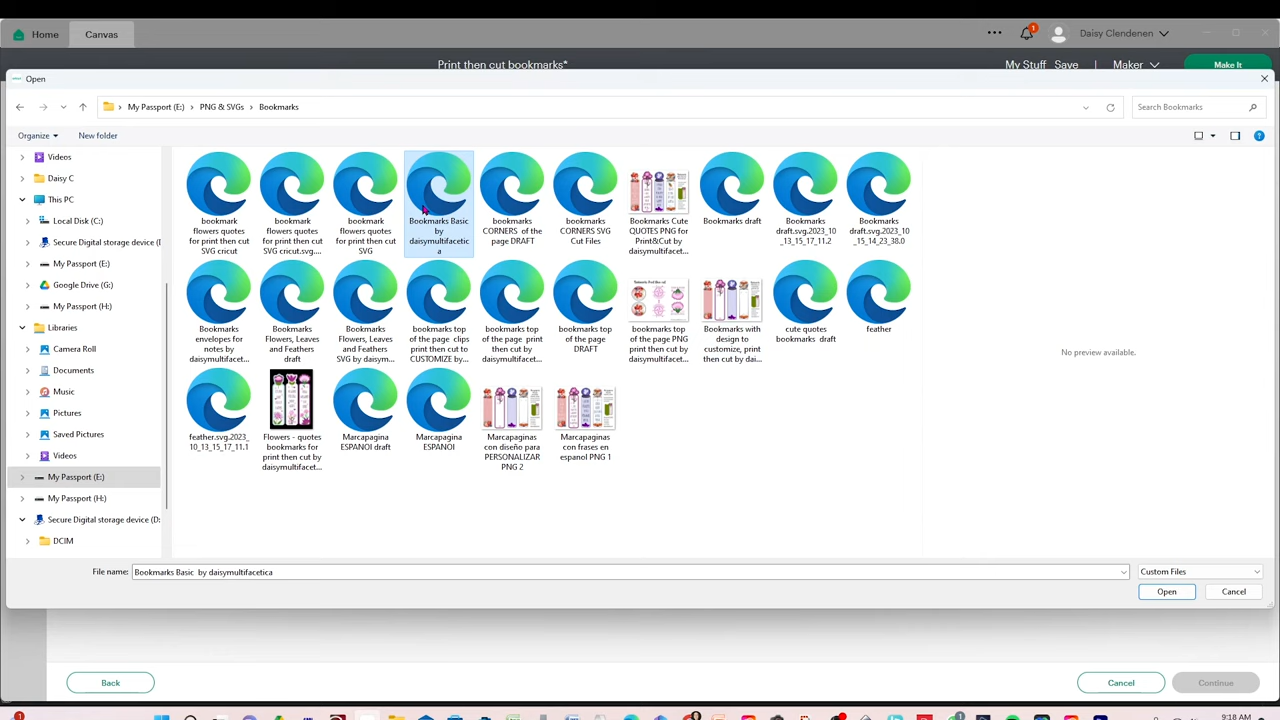 Home
Canvas
1
Daisy Clendenen
Print then cut bookmarks*
My Stuff
Save
|
Maker
Make It
Open
My Passport (E:) > PNG & SVGs > Bookmarks
Search Bookmarks
Organize
New folder
Videos
Daisy C
This PC
Local Disk (C:)
Secure Digital storage device (I
My Passport (E:)
Google Drive (G:)
My Passport (H:)
Libraries
Camera Roll
Documents
Music
Pictures
Saved Pictures
Videos
My Passport (E:)
My Passport (H:)
Secure Digital storage device (D:
DCIM
bookmark
flowers quotes
for print then cut
SVG cricut
bookmark
flowers quotes
for print then cut
SVG cricut.svg....
bookmark
flowers quotes
for print then cut
SVG
Bookmarks Basic
by
daisymultifacetic
a
bookmarks
CORNERS of the
page DRAFT
bookmarks
CORNERS SVG
Cut Files
Bookmarks Cute
QUOTES PNG for
Print&Cut by
daisymultifacet...
Bookmarks draft
Bookmarks
draft.svg.2023_10
_13_15_17_11.2
Bookmarks
draft.svg.2023_10
_15_14_23_38.0
Bookmarks
envelopes for
notes by
daisymultifacet...
Bookmarks
Flowers, Leaves
and Feathers
draft
Bookmarks
Flowers, Leaves
and Feathers
SVG by daisym...
bookmarks top
of the page clips
print then cut to
CUSTOMIZE by...
bookmarks top
of the page print
then cut by
daisymultifacet...
bookmarks top
of the page
DRAFT
bookmarks top
of the page PNG
print then cut by
daisymultifacet...
Bookmarks with
design to
customize, print
then cut by dai...
cute quotes
bookmarks draft
feather
feather.svg.2023_
10_13_15_17_11.1
Flowers - quotes
bookmarks for
print then cut by
daisymultifacet...
Marcapagina
ESPANOl draft
Marcapagina
ESPANOl
Marcapaginas
con diseño para
PERSONALIZAR
PNG 2
Marcapaginas
con frases en
espanol PNG 1
No preview available.
File name:
Bookmarks Basic by daisymultifacetica
Custom Files
Open
Cancel
Back
Cancel
Continue
9:18 AM